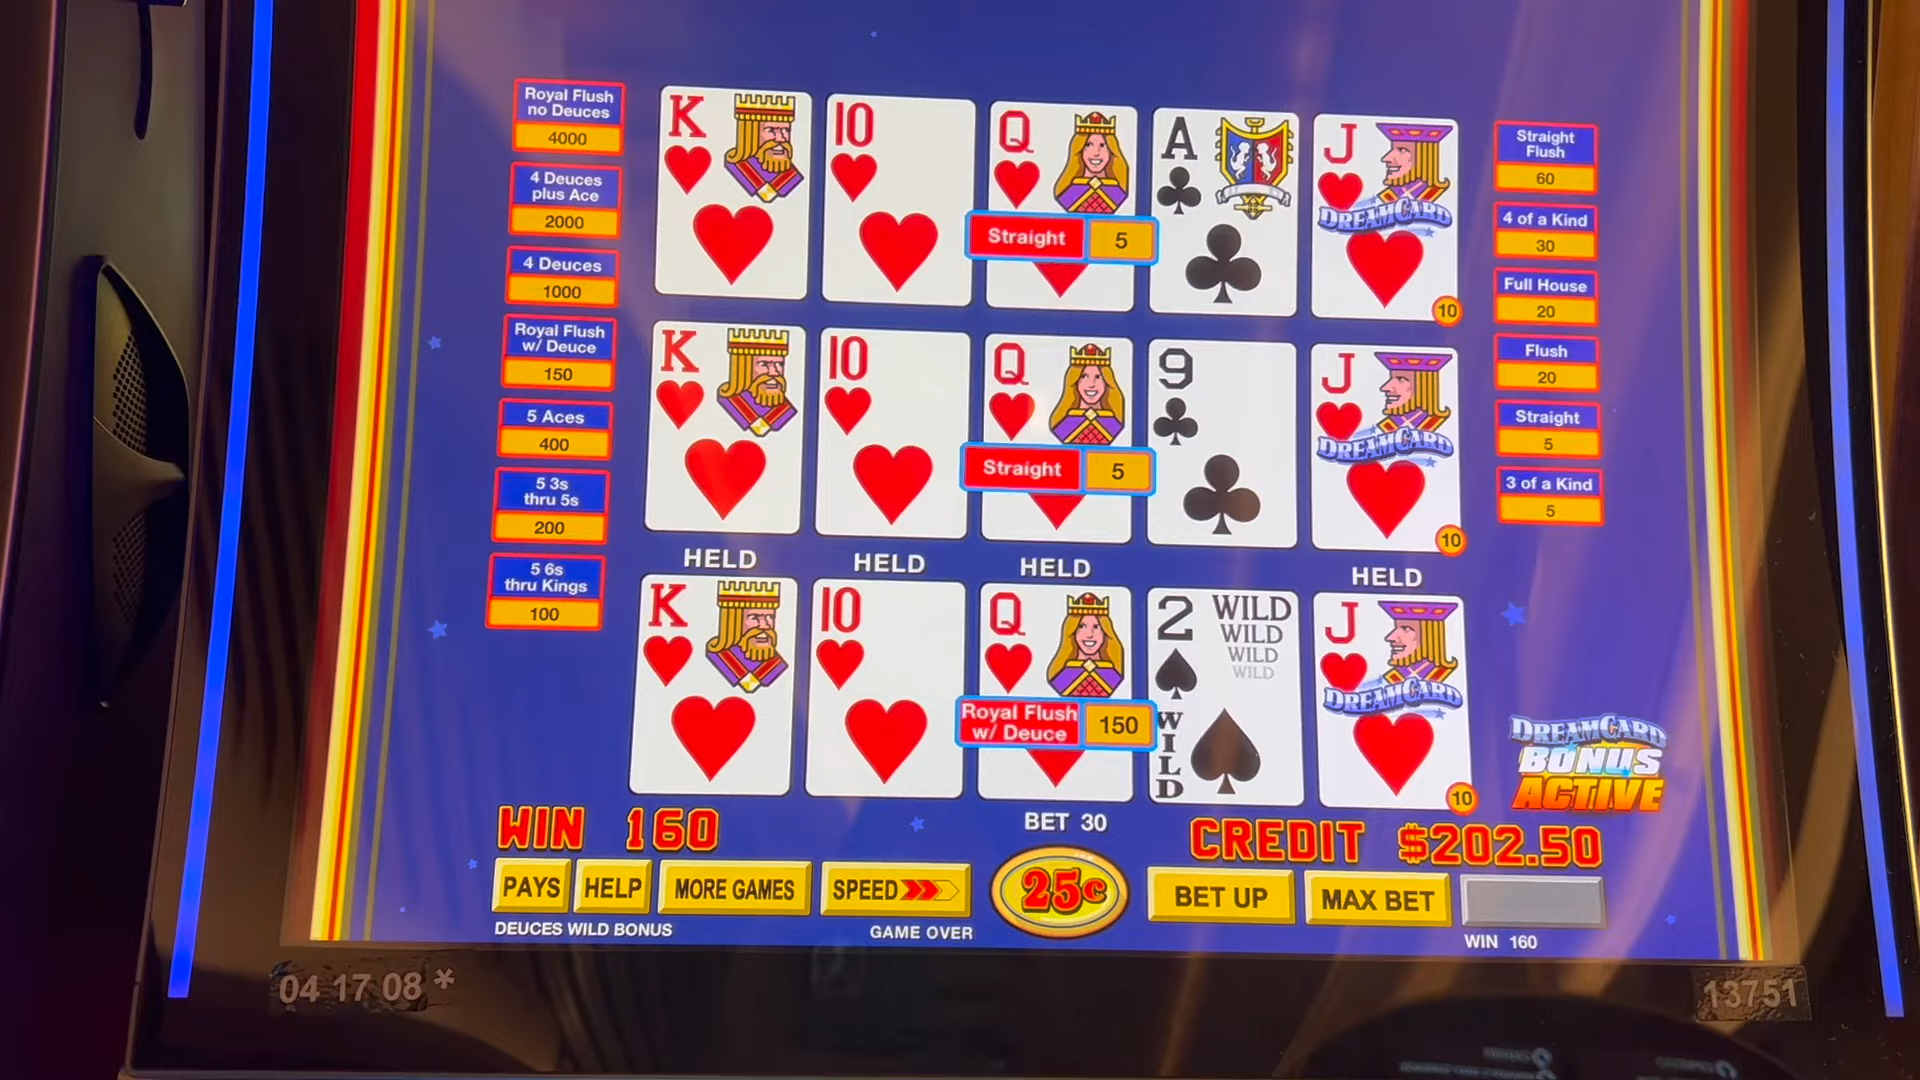 Royal Flush
no Deuces
4000
4 Deuces
plus Ace
2000
4 Deuces
1000
Royal Flush
w/ Deuce
150
5 Aces
400
5 3s
thru 5s
200
5 6s
thru Kings
100
K
10
Q
A
J
DREAMCARD
10
Straight 5
K
10
Q
9
J
DREAMCARD
10
Straight 5
HELD HELD HELD HELD
K
10
Q
2 WILD
WILD
WILD
WILD
WILD
J
DREAMCARD
10
Royal Flush
w/ Deuce 150
Straight
Flush
60
4 of a Kind
30
Full House
20
Flush
20
Straight
5
3 of a Kind
5
DREAMCARD
BONUS
ACTIVE
WIN 160
BET 30
CREDIT $202.50
PAYS HELP MORE GAMES SPEED 25¢ BET UP MAX BET
DEUCES WILD BONUS
GAME OVER
WIN 160
04 17 08 *
13751